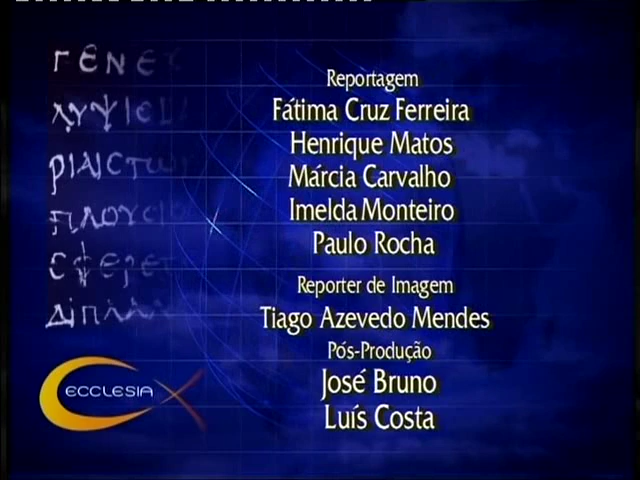 Reportagem
Fátima Cruz Ferreira
Henrique Matos
Márcia Carvalho
Imelda Monteiro
Paulo Rocha
Reporter de Imagem
Tiago Azevedo Mendes
Pós-Produção
José Bruno
Luís Costa
ECCLESIA